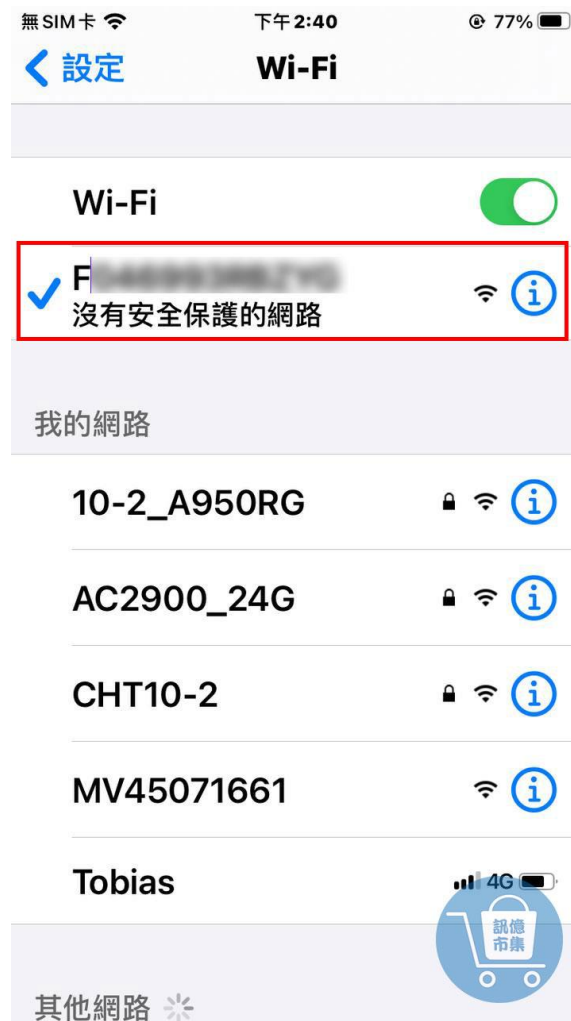 無SIM卡 下午2:40 77%
設定 Wi-Fi
Wi-Fi
F
沒有安全保護的網路
我的網路
10-2_A950RG
AC2900_24G
CHT10-2
MV45071661
Tobias 4G
訊億
市集
其他網路